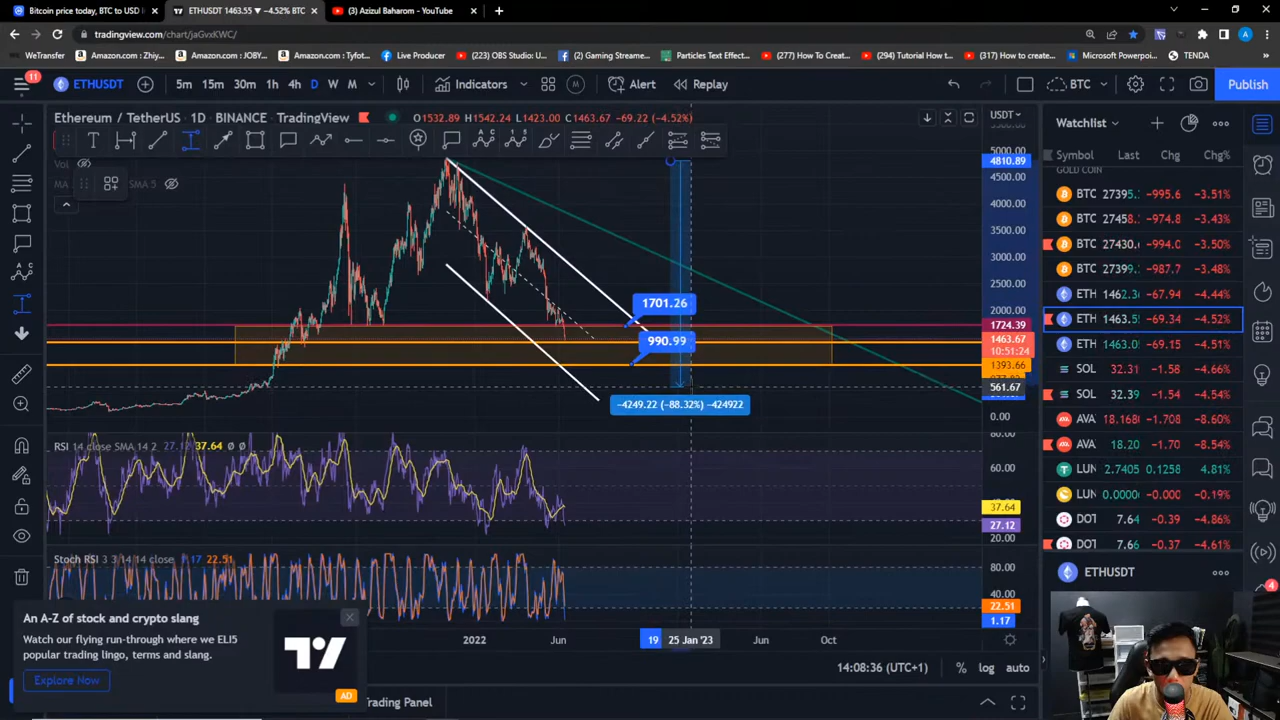 Bitcoin price today, BTC to USD l
ETHUSDT 1463.55 ▼ −4.52% BTC
(3) Azizul Baharom - YouTube
tradingview.com/chart/jaGvxKWC/
WeTransfer
Amazon.com : Zhiy...
Amazon.com : JOBY...
Amazon.com : Tyfot...
Live Producer
(223) OBS Studio: U...
(2) Gaming Streame...
Particles Text Effect...
(277) How To Creat...
(294) Tutorial How t...
(317) How to create...
Microsoft Powerpoi...
TENDA
11
ETHUSDT
5m 15m 30m 1h 4h D W M
Indicators
Alert
Replay
BTC
Publish
Ethereum / TetherUS · 1D · BINANCE · TradingView
O1532.89 H1542.24 L1423.00 C1463.67 −69.22 (−4.52%)
USDT
Vol
MA
SMA 5
5000.00
4810.89
4500.00
4000.00
3500.00
3000.00
2500.00
2000.00
1724.39
1463.67
10:51:24
1393.66
561.67
0.00
1701.26
990.99
−4249.22 (−88.32%) −424922
RSI 14 close SMA 14 2 27.12 37.64 Ø Ø
80.00
60.00
37.64
27.12
20.00
Stoch RSI 3 3 14 14 close 1.17 22.51
80.00
40.00
22.51
1.17
2022
Jun
19
25 Jan '23
Jun
Oct
14:08:36 (UTC+1)
%
log
auto
Trading Panel
An A-Z of stock and crypto slang
Watch our flying run-through where we ELI5
popular trading lingo, terms and slang.
Explore Now
AD
Watchlist
Symbol Last Chg Chg%
GOLD COIN
BTC 27395. −995.6 −3.51%
BTC 27458. −974.8 −3.43%
BTC 27430. −994.0 −3.50%
BTC 27439. −987.7 −3.48%
ETH 1462.3 −67.94 −4.44%
ETH 1463.5 −69.34 −4.52%
ETH 1463.0 −69.15 −4.51%
SOL 32.31 −1.58 −4.66%
SOL 32.39 −1.54 −4.54%
AVA 18.168 −1.708 −8.60%
AVA 18.20 −1.70 −8.54%
LUN 2.7405 0.1258 4.81%
LUN 0.0000 −0.000 −0.19%
DOT 7.64 −0.39 −4.86%
DOT 7.66 −0.37 −4.61%
ETHUSDT
4